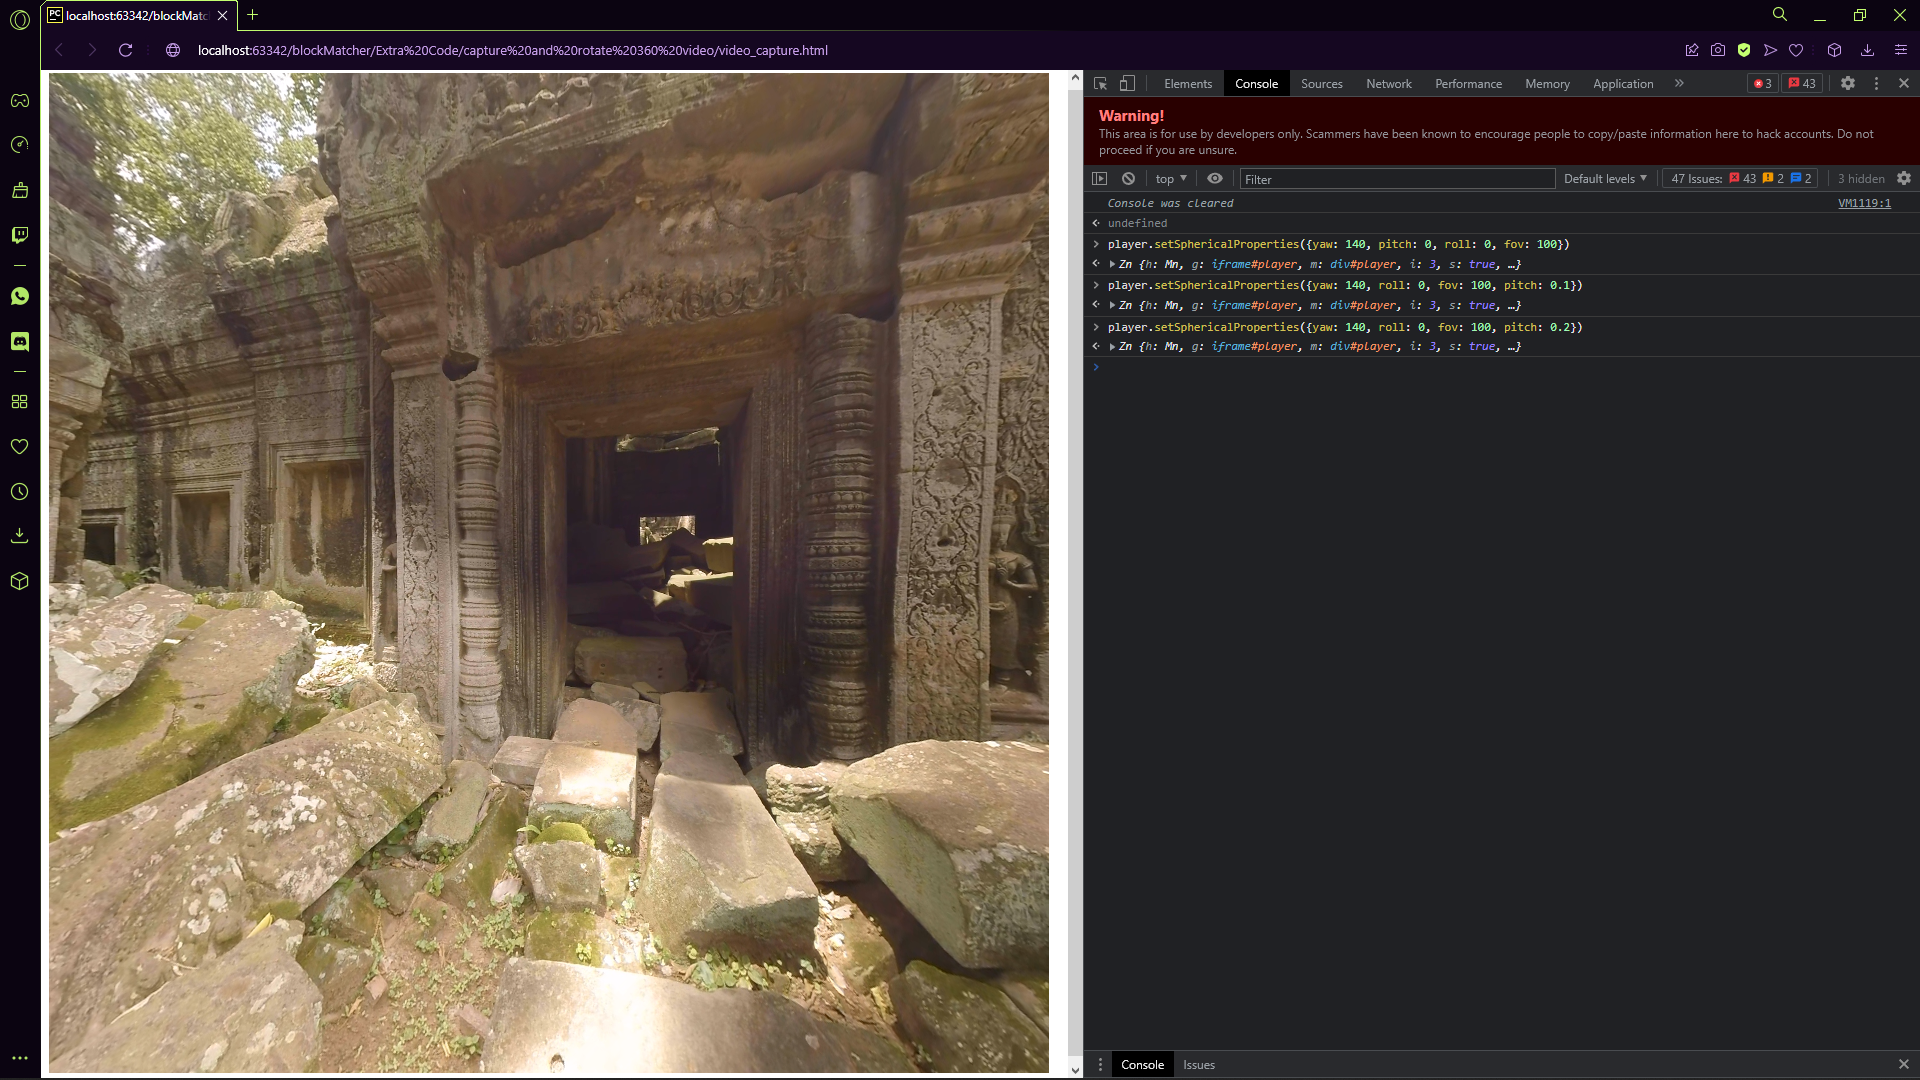 PC localhost:63342/blockMatc
localhost:63342/blockMatcher/Extra%20Code/capture%20and%20rotate%20360%20video/video_capture.html
Elements Console Sources Network Performance Memory Application 3 43
Warning!
This area is for use by developers only. Scammers have been known to encourage people to copy/paste information here to hack accounts. Do not
proceed if you are unsure.
top Filter Default levels 47 Issues: 43 2 2 3 hidden
Console was cleared VM1119:1
undefined
player.setSphericalProperties({yaw: 140, pitch: 0, roll: 0, fov: 100})
Zn {h: Mn, g: iframe#player, m: div#player, i: 3, s: true, …}
player.setSphericalProperties({yaw: 140, roll: 0, fov: 100, pitch: 0.1})
Zn {h: Mn, g: iframe#player, m: div#player, i: 3, s: true, …}
player.setSphericalProperties({yaw: 140, roll: 0, fov: 100, pitch: 0.2})
Zn {h: Mn, g: iframe#player, m: div#player, i: 3, s: true, …}
Console Issues